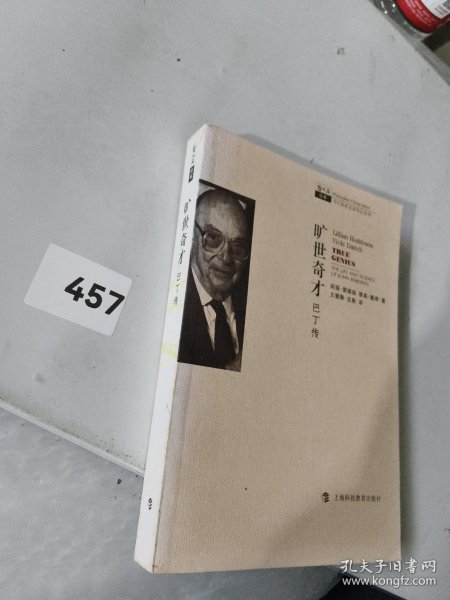 457
旷世奇才
巴丁传
Lillian Hoddeson
Vicki Daitch
TRUE
GENIUS
THE LIFE AND SCIENCE
OF JOHN BARDEEN
旷世奇才
巴丁传
上海科技教育出版社
孔夫子旧书网
www.kongfz.com